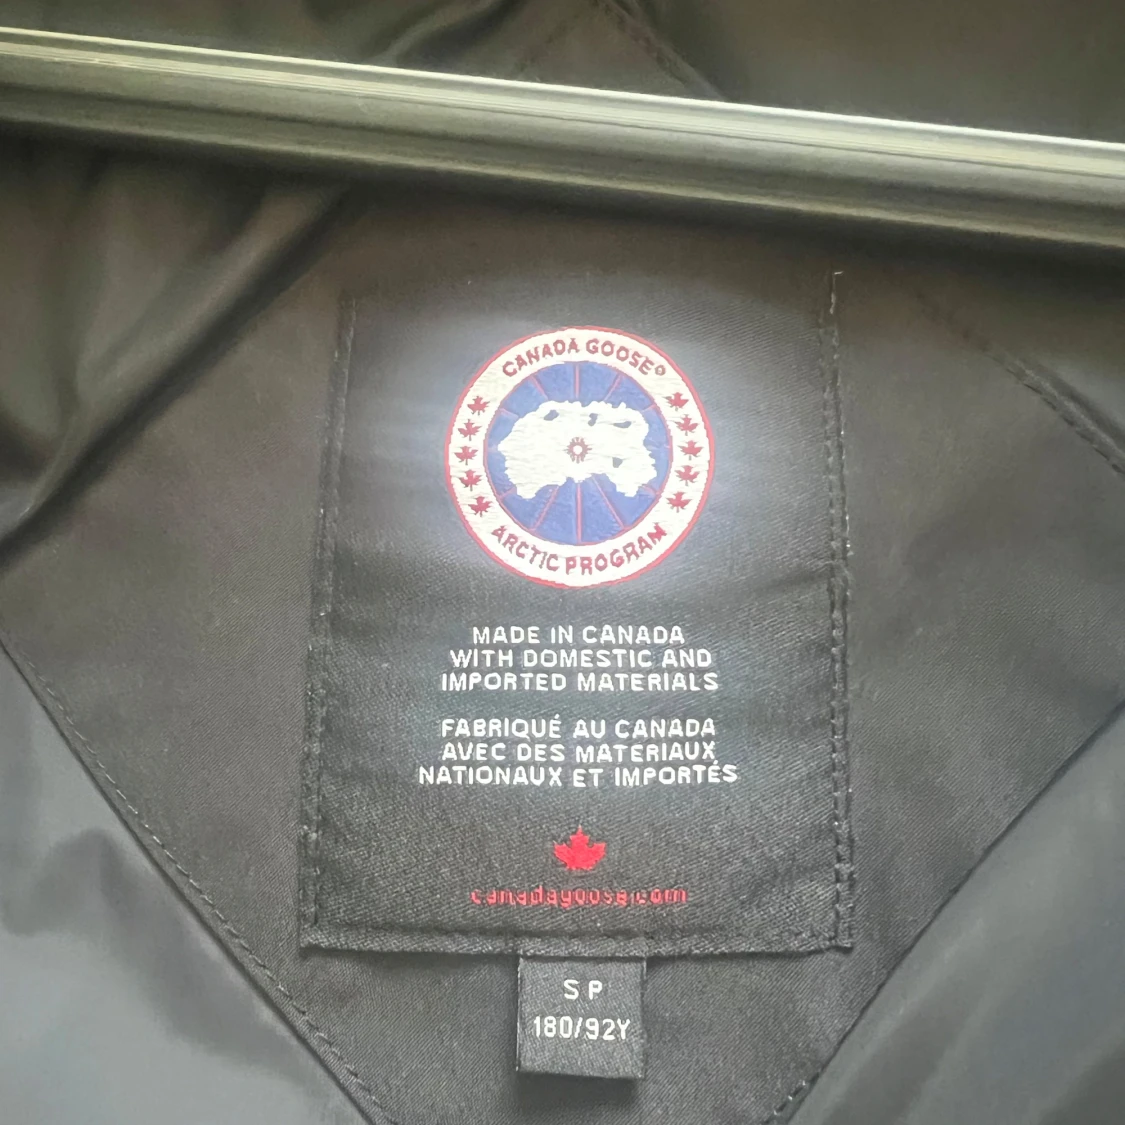 CANADA GOOSE®
ARCTIC PROGRAM
MADE IN CANADA
WITH DOMESTIC AND
IMPORTED MATERIALS
FABRIQUÉ AU CANADA
AVEC DES MATÉRIAUX
NATIONAUX ET IMPORTÉS
canadagoose.com
S P
180/92Y